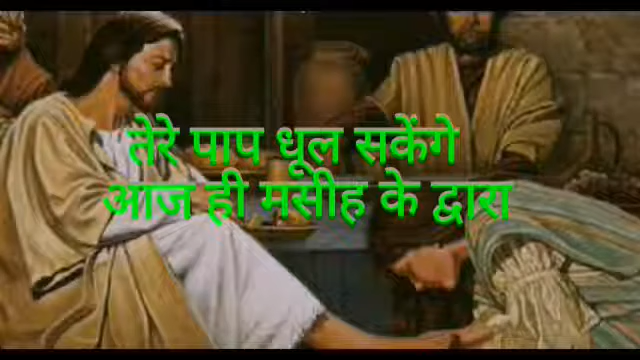 तेरे पाप धूल सकेंगे
आज ही मसीह के द्वारा